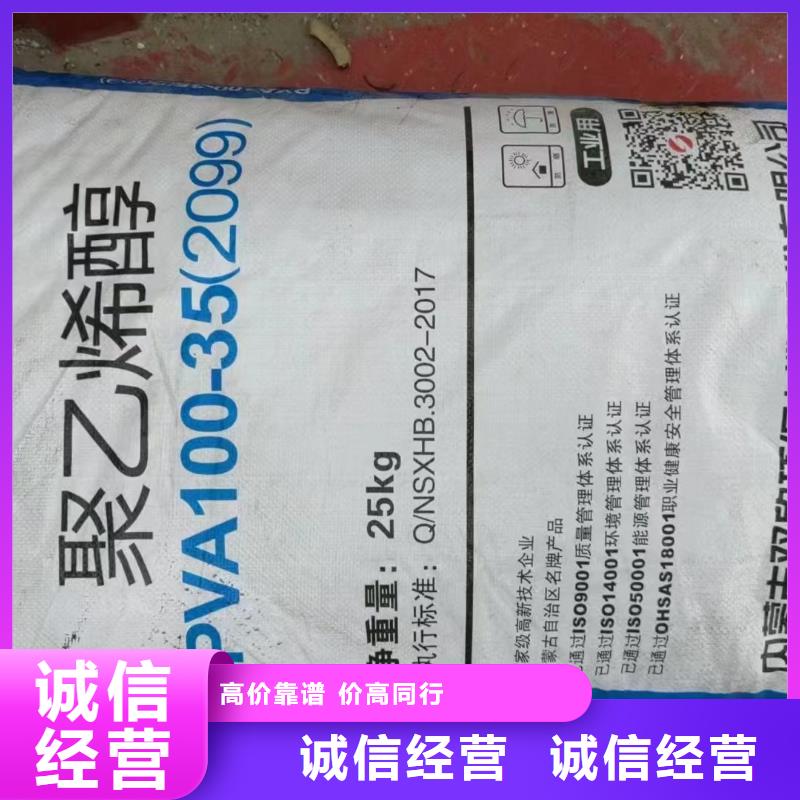 聚乙烯醇
PVA100-35(2099)
净重量：25kg
执行标准：Q/NSXHB.3002-2017
工业用
家级高新技术企业
蒙古自治区名牌产品
已通过ISO9001质量管理体系认证
已通过ISO14001环境管理体系认证
已通过ISO50001能源管理体系认证
已通过OHSAS18001职业健康安全管理体系认证
诚信
经营
高价靠谱 价高同行
诚信经营 诚信经营